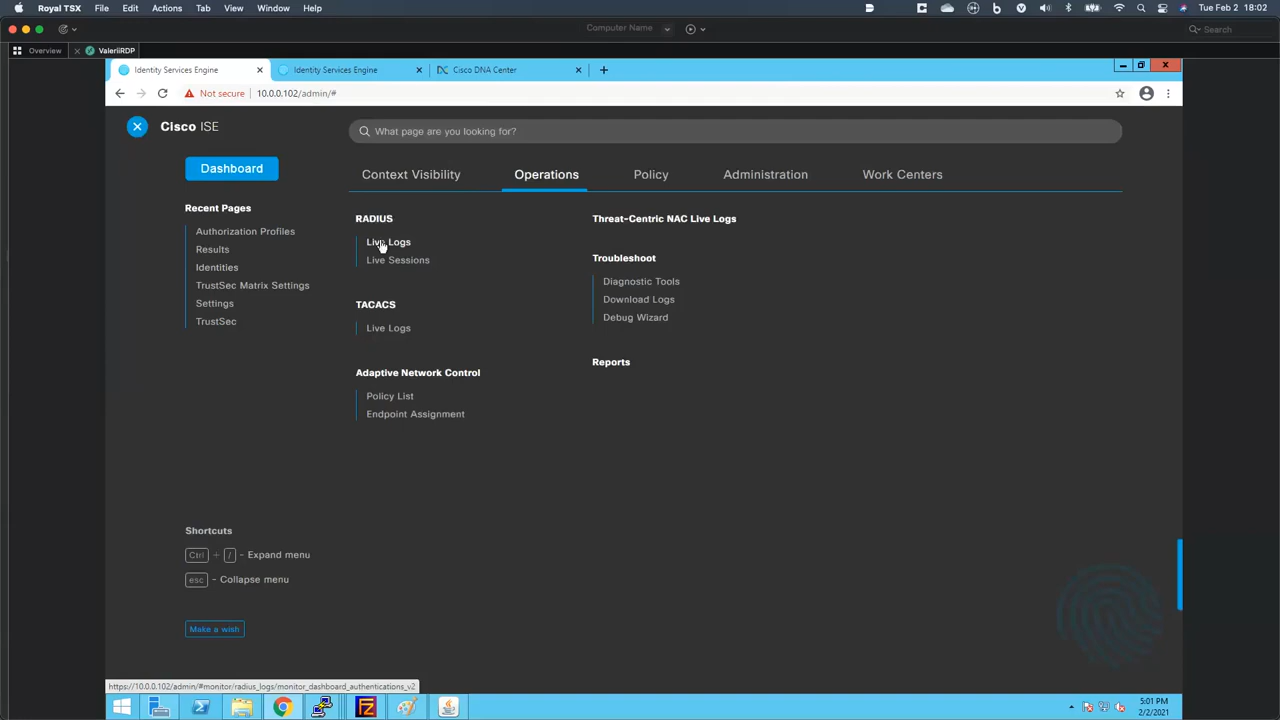 Royal TSX File Edit Actions Tab View Window Help Tue Feb 2 18:02
Computer Name Search
Overview ValeriiRDP
Identity Services Engine Identity Services Engine Cisco DNA Center
Not secure 10.0.0.102/admin/#
Cisco ISE What page are you looking for?
Dashboard Context Visibility Operations Policy Administration Work Centers
Recent Pages
Authorization Profiles
Results
Identities
TrustSec Matrix Settings
Settings
TrustSec
RADIUS
Live Logs
Live Sessions
TACACS
Live Logs
Adaptive Network Control
Policy List
Endpoint Assignment
Threat-Centric NAC Live Logs
Troubleshoot
Diagnostic Tools
Download Logs
Debug Wizard
Reports
Shortcuts
Ctrl + / - Expand menu
esc - Collapse menu
Make a wish
https://10.0.0.102/admin/#monitor/radius_logs/monitor_dashboard_authentications_v2
5:01 PM
2/2/2021